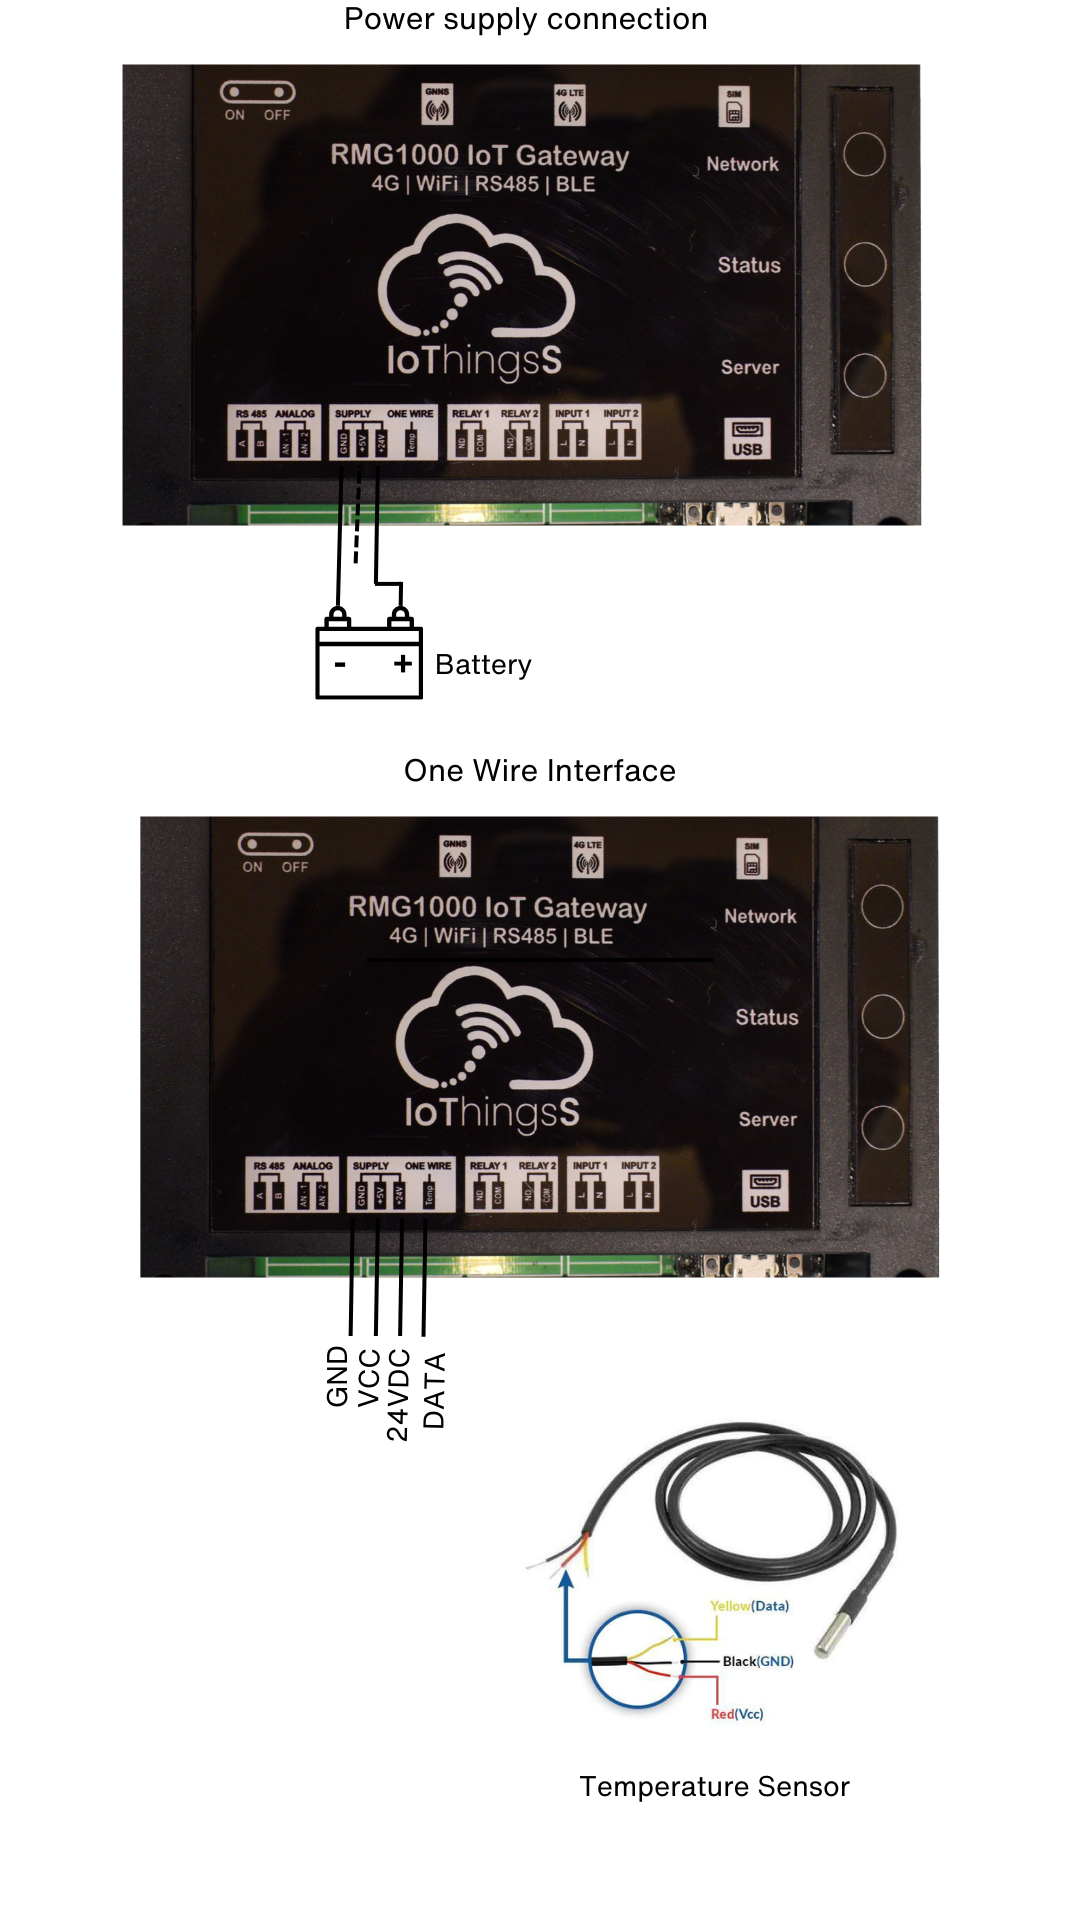 Power supply connection
ON OFF
GNNS
4G LTE
SIM
RMG1000 IoT Gateway
4G | WiFi | RS485 | BLE
Network
Status
IoThingsS
Server
RS 485 ANALOG SUPPLY ONE WIRE RELAY 1 RELAY 2 INPUT 1 INPUT 2
A B AN - 1 AN - 2 GND +5V +24V Temp NO COM NO COM L N L N
USB
- +
Battery
One Wire Interface
ON OFF
GNNS
4G LTE
SIM
RMG1000 IoT Gateway
4G | WiFi | RS485 | BLE
Network
Status
IoThingsS
Server
RS 485 ANALOG SUPPLY ONE WIRE RELAY 1 RELAY 2 INPUT 1 INPUT 2
A B AN - 1 AN - 2 GND +5V +24V Temp NO COM NO COM L N L N
USB
GND
VCC
24VDC
DATA
Yellow(Data)
Black(GND)
Red(Vcc)
Temperature Sensor